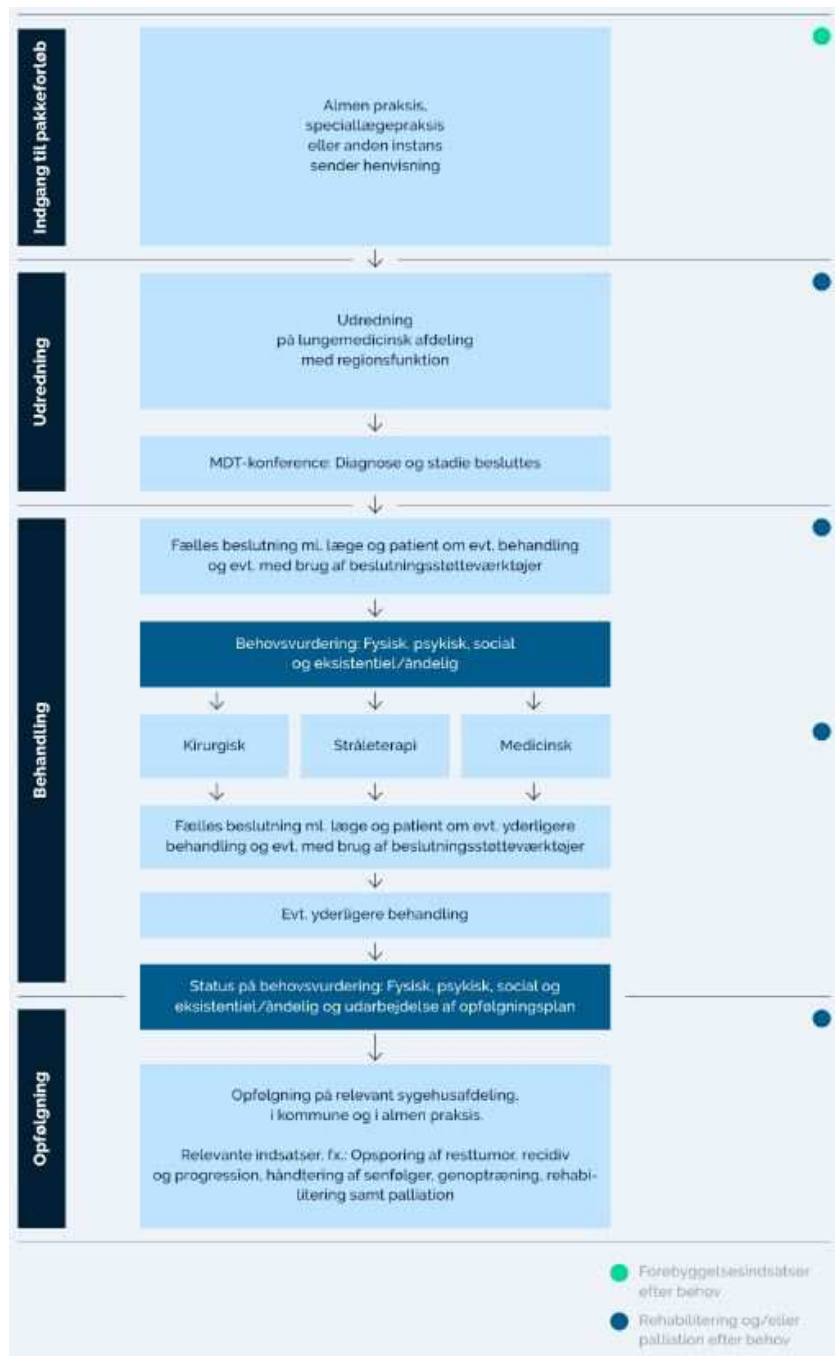 Indgang til pakkeforløb
Almen praksis,
speciallægepraksis
eller anden instans
sender henvisning
Udredning
Udredning
på lungemedicinsk afdeling
med regionsfunktion
MDT-konference: Diagnose og stadie besluttes
Behandling
Fælles beslutning ml. læge og patient om evt. behandling
og evt. med brug af beslutningsstøtteværktøjer
Behovsvurdering: Fysisk, psykisk, social
og eksistentiel/åndelig
Kirurgisk
Stråleterapi
Medicinsk
Fælles beslutning ml. læge og patient om evt. yderligere
behandling og evt. med brug af beslutningsstøtteværktøjer
Evt. yderligere behandling
Status på behovsvurdering: Fysisk, psykisk, social og
eksistentiel/åndelig og udarbejdelse af opfølgningsplan
Opfølgning
Opfølgning på relevant sygehusafdeling,
i kommune og i almen praksis.
Relevante indsatser, fx.: Opsporing af resttumor, recidiv
og progression, håndtering af senfølger, genoptræning, rehabi-
litering samt palliation
Forebyggelsesindsatser
efter behov
Rehabilitering og/eller
palliation efter behov